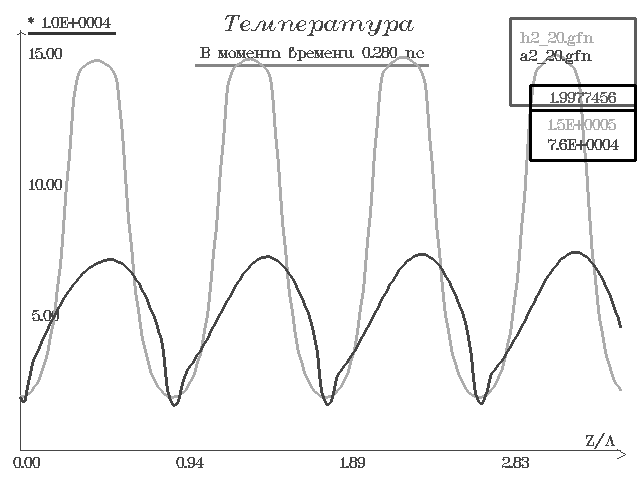 * 1.0E+0004
Температура
В момент времени 0.280 пс
h2_20.gfn
a2_20.gfn
1.9977456
1.5E+0005
7.6E+0004
15.00
10.00
5.00
Z/Λ
0.00 0.94 1.89 2.83